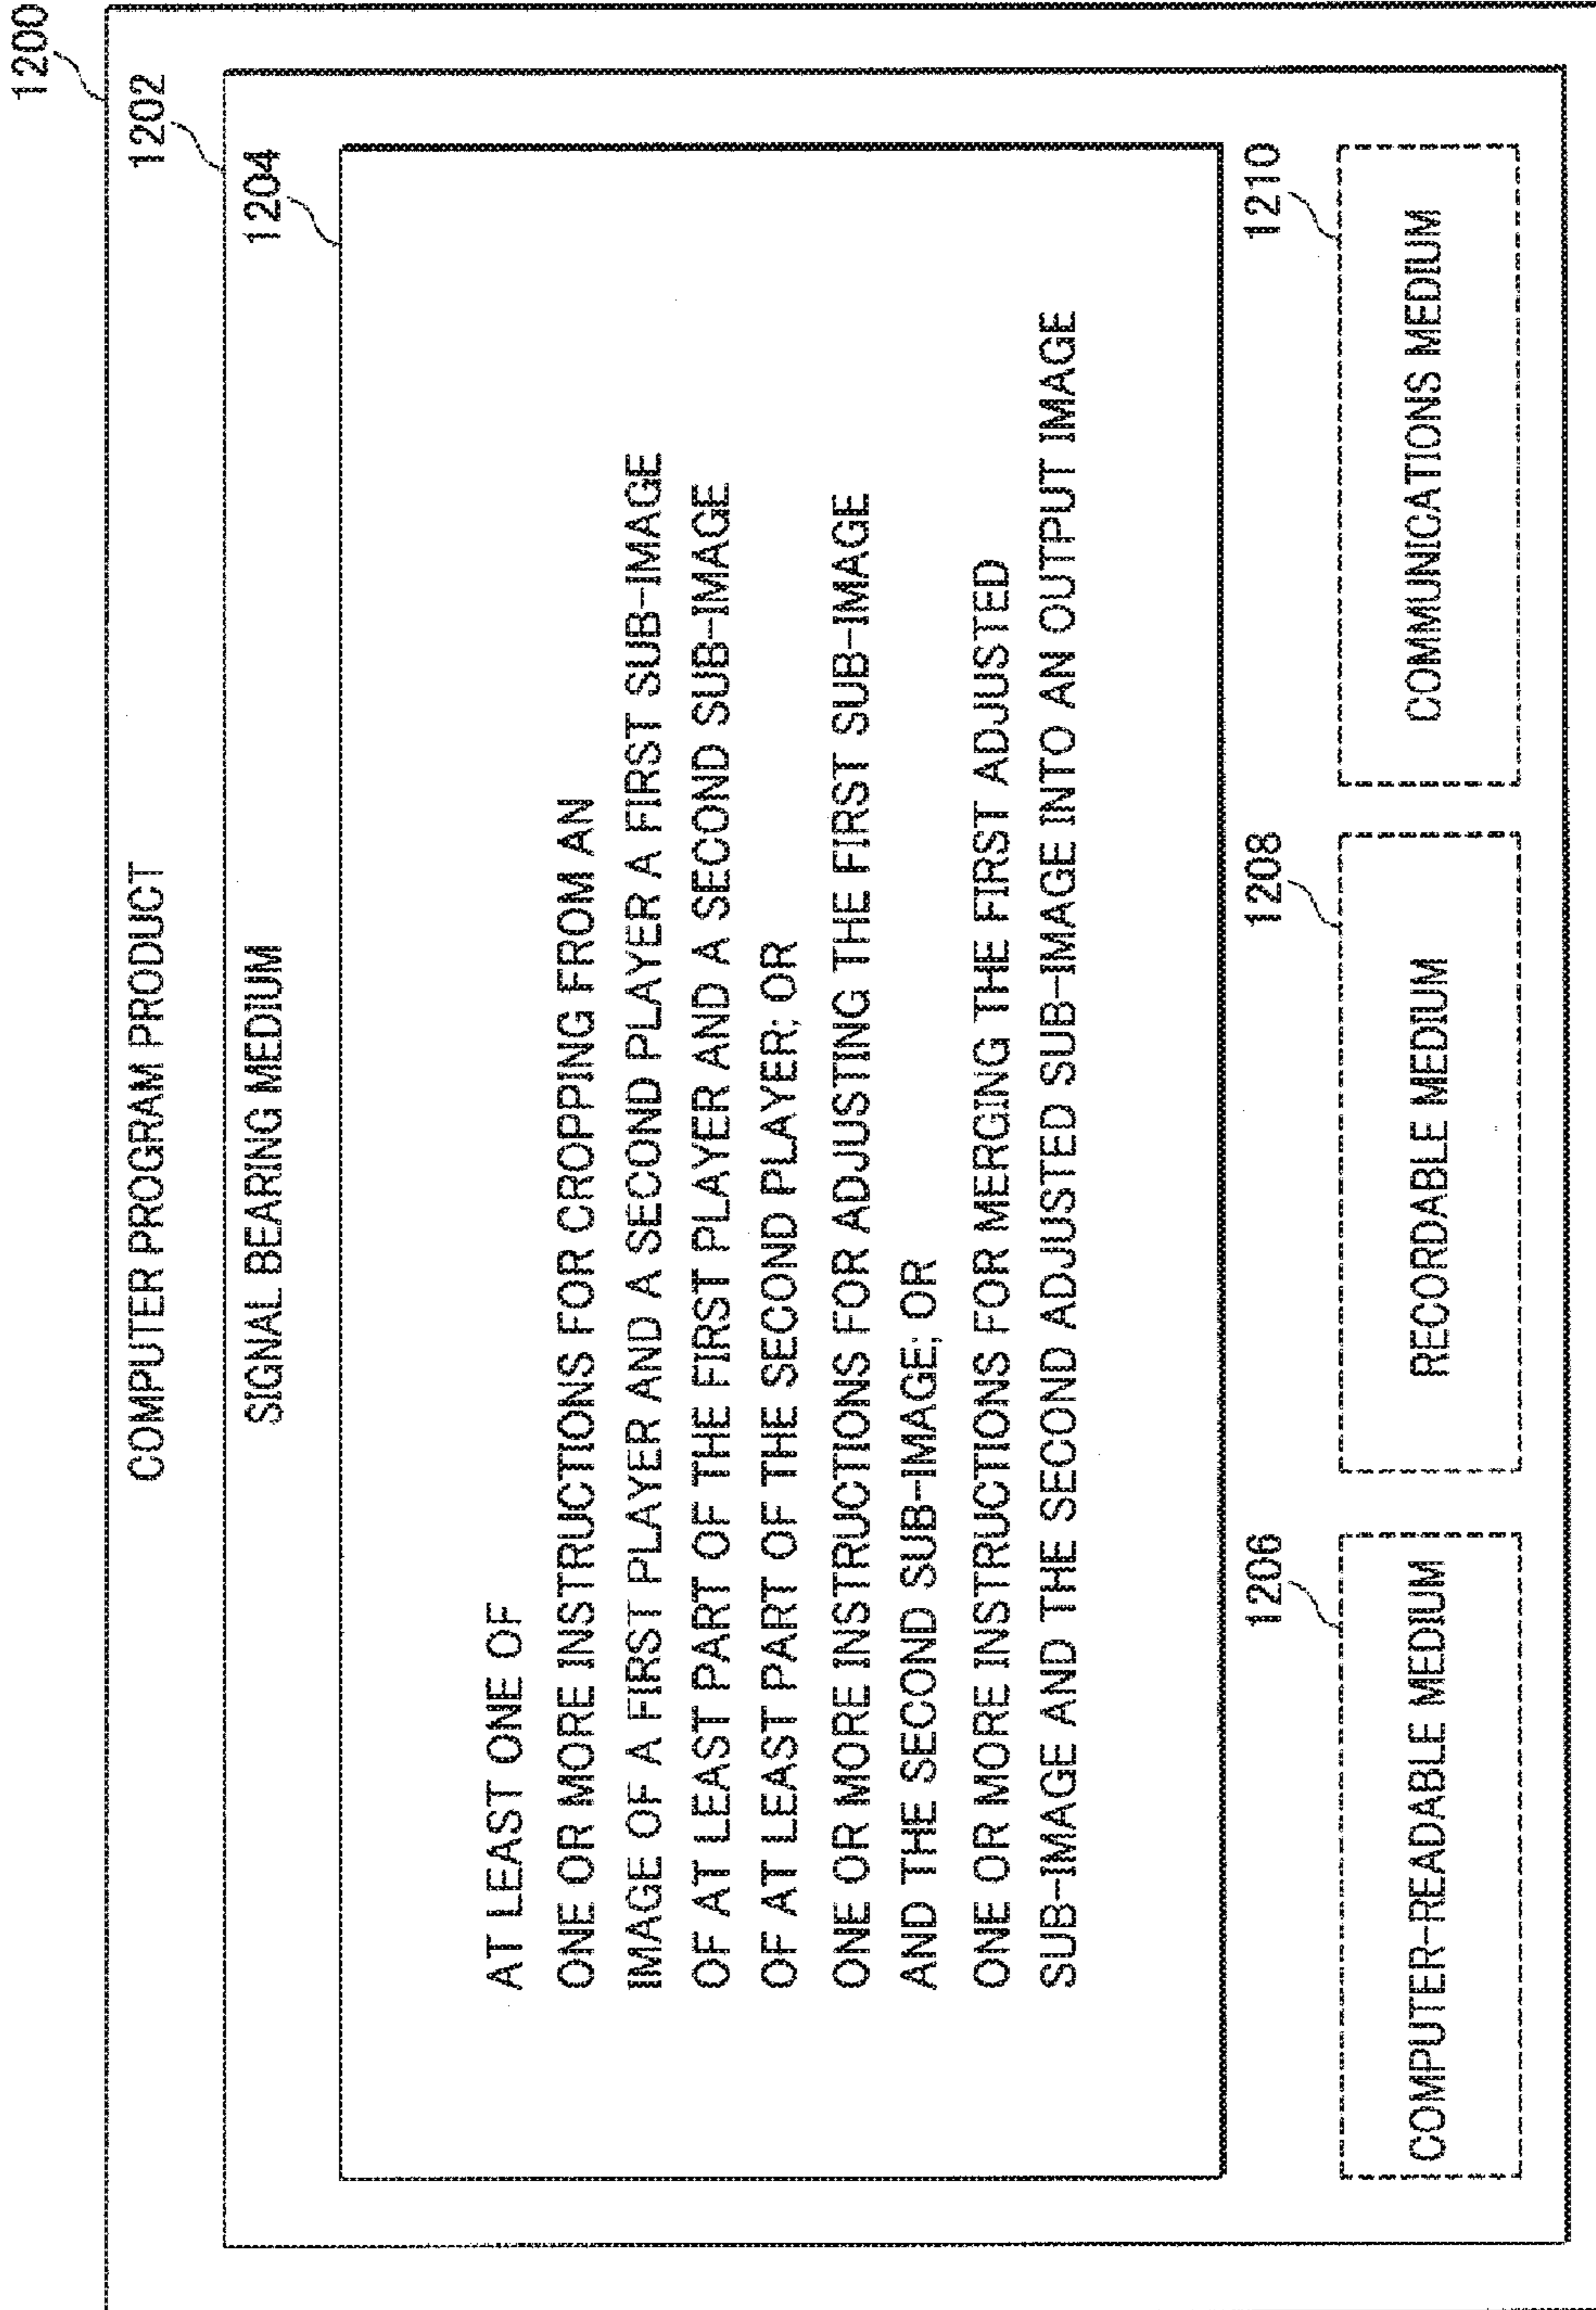 1200
COMPUTER PROGRAM PRODUCT
1202
SIGNAL BEARING MEDIUM
1204
AT LEAST ONE OF
ONE OR MORE INSTRUCTIONS FOR CROPPING FROM AN
IMAGE OF A FIRST PLAYER AND A SECOND PLAYER A FIRST SUB-IMAGE
OF AT LEAST PART OF THE FIRST PLAYER AND A SECOND SUB-IMAGE
OF AT LEAST PART OF THE SECOND PLAYER; OR
ONE OR MORE INSTRUCTIONS FOR ADJUSTING THE FIRST SUB-IMAGE
AND THE SECOND SUB-IMAGE; OR
ONE OR MORE INSTRUCTIONS FOR MERGING THE FIRST ADJUSTED
SUB-IMAGE AND THE SECOND ADJUSTED SUB-IMAGE INTO AN OUTPUT IMAGE
1206
COMPUTER-READABLE MEDIUM
1208
RECORDABLE MEDIUM
1210
COMMUNICATIONS MEDIUM